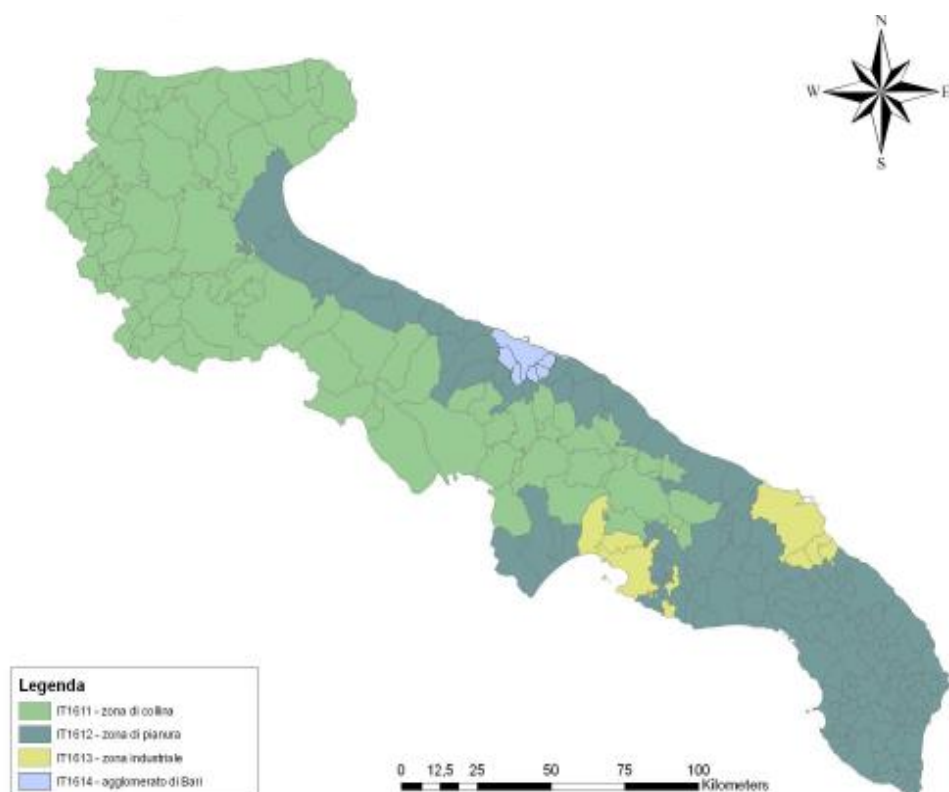 N
W E
S
Legenda
IT1611 - zona di collina
IT1612 - zona di pianura
IT1613 - zona industriale
IT1614 - agglomerato di Bari
0 12,5 25 50 75 100
Kilometers